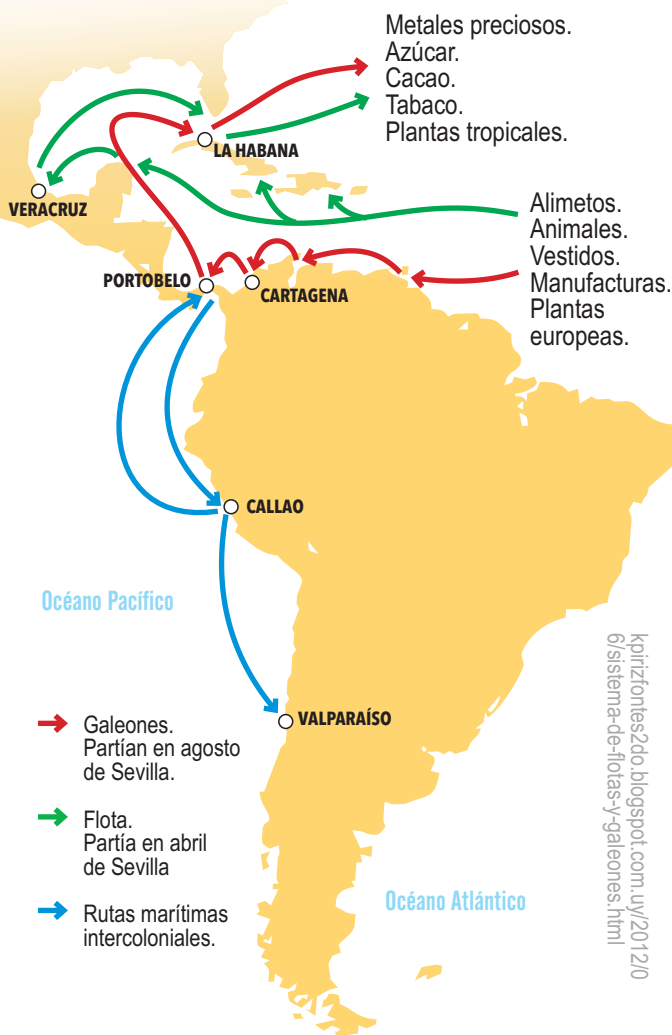 Metales preciosos.
Azúcar.
Cacao.
Tabaco.
Plantas tropicales.
LA HABANA
VERACRUZ
Alimetos.
Animales.
Vestidos.
Manufacturas.
Plantas
europeas.
PORTOBELO
CARTAGENA
CALLAO
Océano Pacífico
VALPARAÍSO
Galeones.
Partían en agosto
de Sevilla.
Flota.
Partía en abril
de Sevilla
Rutas marítimas
intercoloniales.
Océano Atlántico
kpirizfontes2do.blogspot.com.uy/2012/0
6/sistema-de-flotas-y-galeones.html